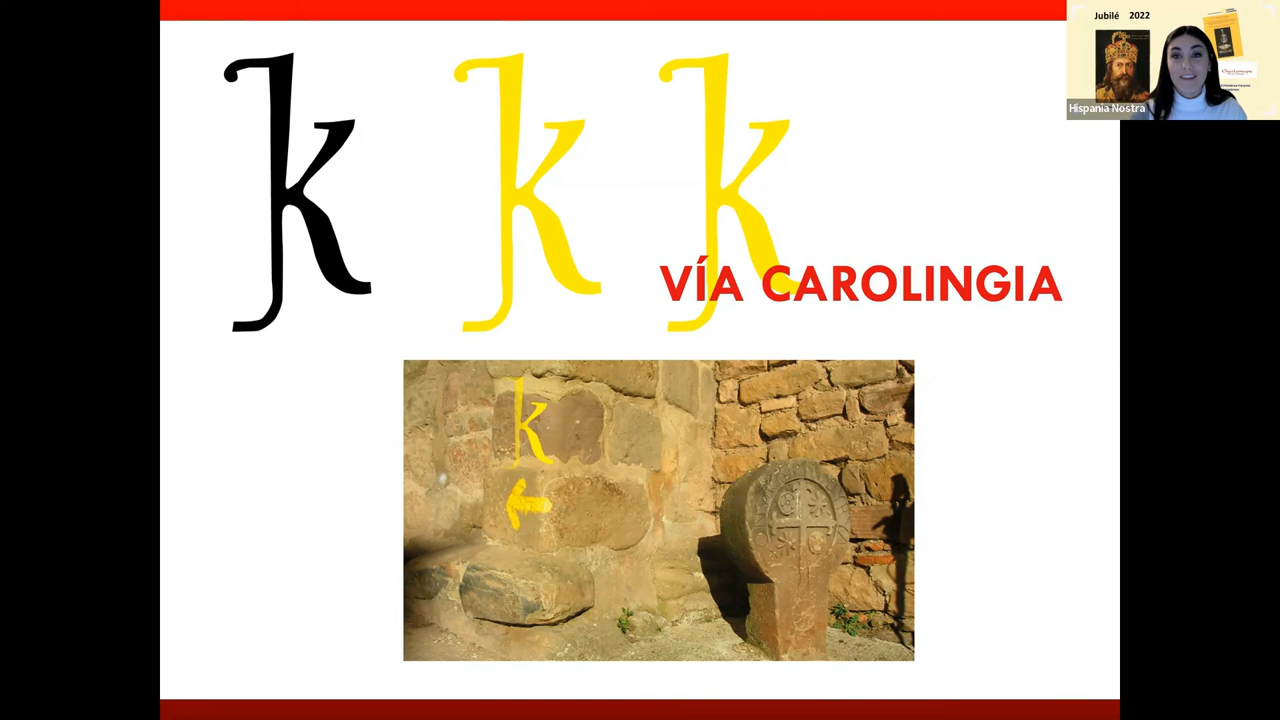 Jubilé 2022
Hispania Nostra
k k k
VÍA CAROLINGIA
k